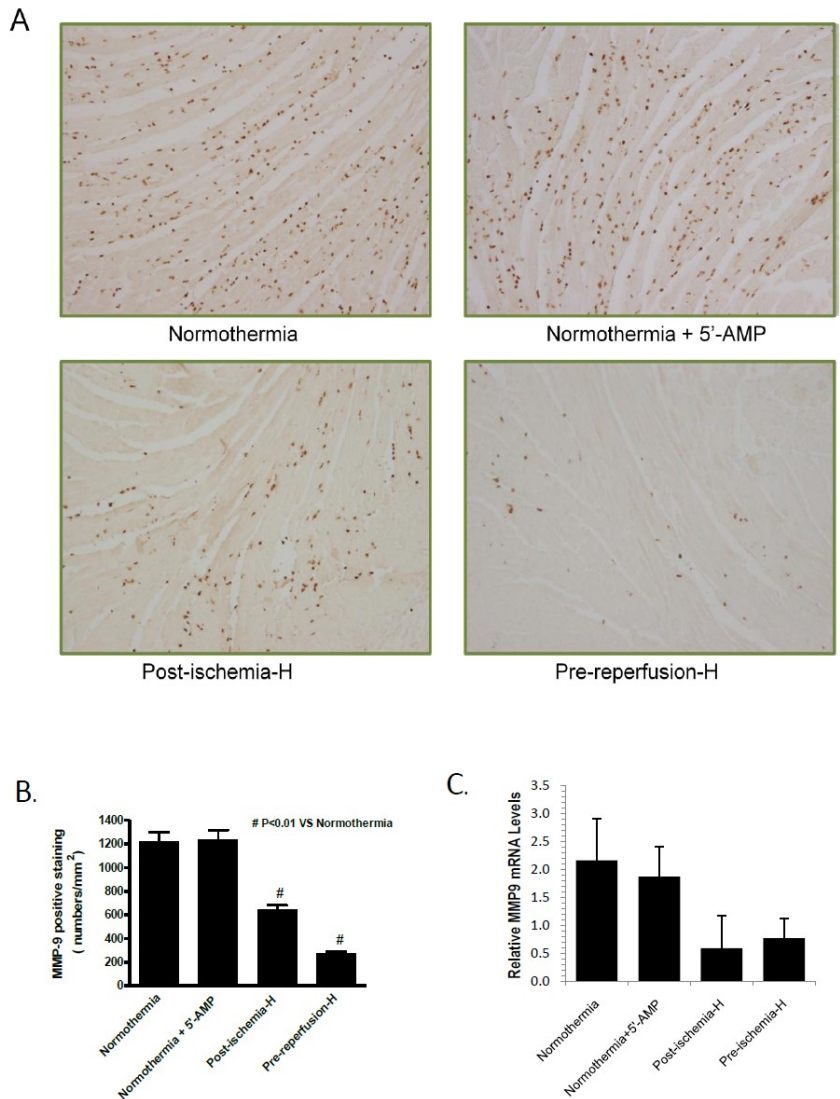 A
Normothermia
Normothermia + 5'-AMP
Post-ischemia-H
Pre-reperfusion-H
B.
MMP-9 positive staining
( numbers/mm2)
1400
1200
1000
800
600
400
200
0
# P<0.01 VS Normothermia
#
#
Normothermia
Normothermia + 5'-AMP
Post-ischemia-H
Pre-reperfusion-H
C.
Relative MMP9 mRNA Levels
3.5
3.0
2.5
2.0
1.5
1.0
0.5
0.0
Normothermia
Normothermia+5'-AMP
Post-ischemia-H
Pre-ischemia-H